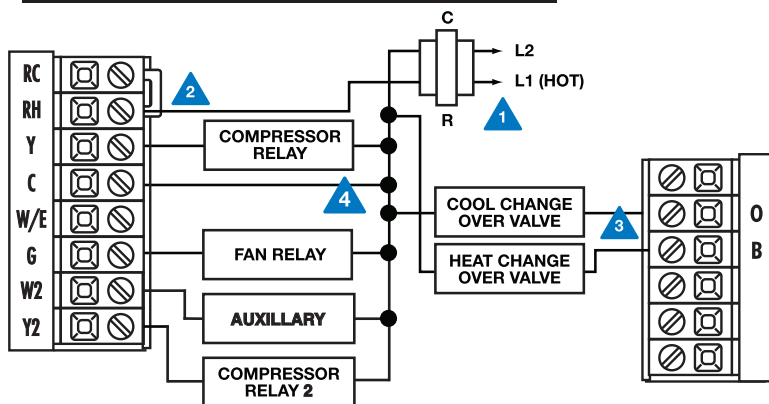 C
L2
L1 (HOT)
R
1
2
RC
RH
Y
C
W/E
G
W2
Y2
COMPRESSOR
RELAY
4
FAN RELAY
AUXILLARY
COMPRESSOR
RELAY 2
COOL CHANGE
OVER VALVE
HEAT CHANGE
OVER VALVE
3
O
B